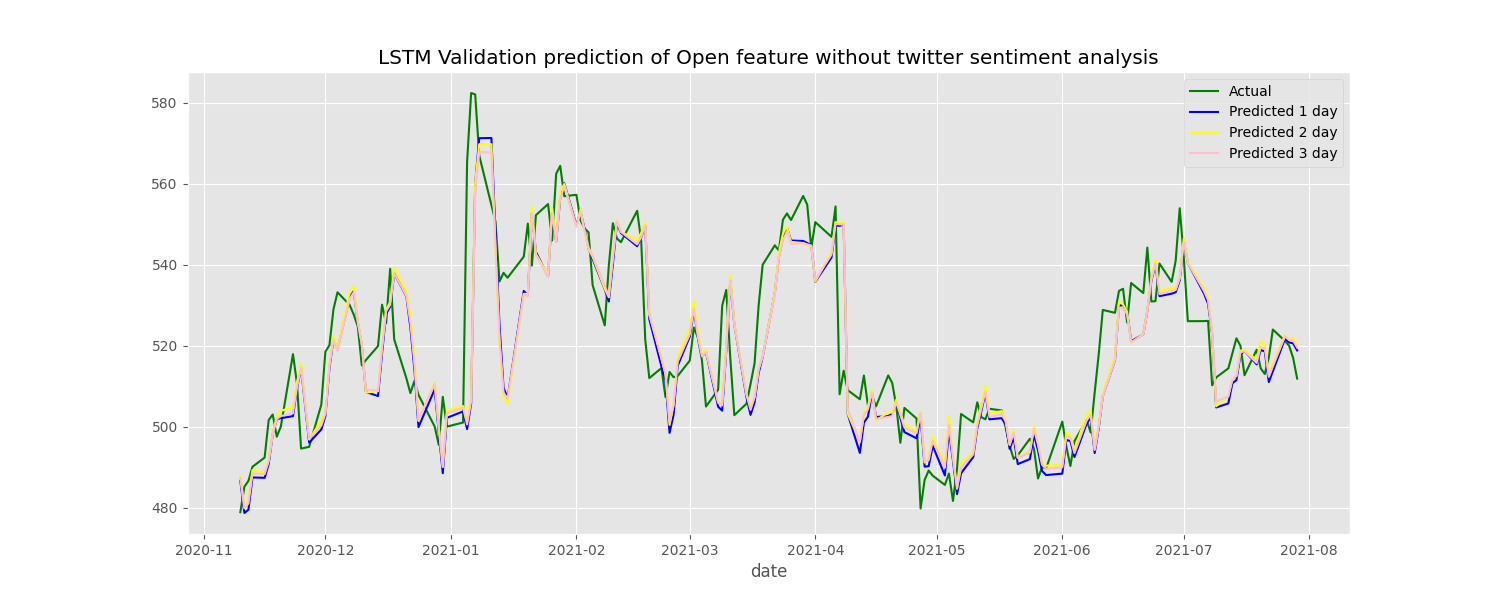 LSTM Validation prediction of Open feature without twitter sentiment analysis
Actual
Predicted 1 day
Predicted 2 day
Predicted 3 day
580
560
540
520
500
480
2020-11 2020-12 2021-01 2021-02 2021-03 2021-04 2021-05 2021-06 2021-07 2021-08
date